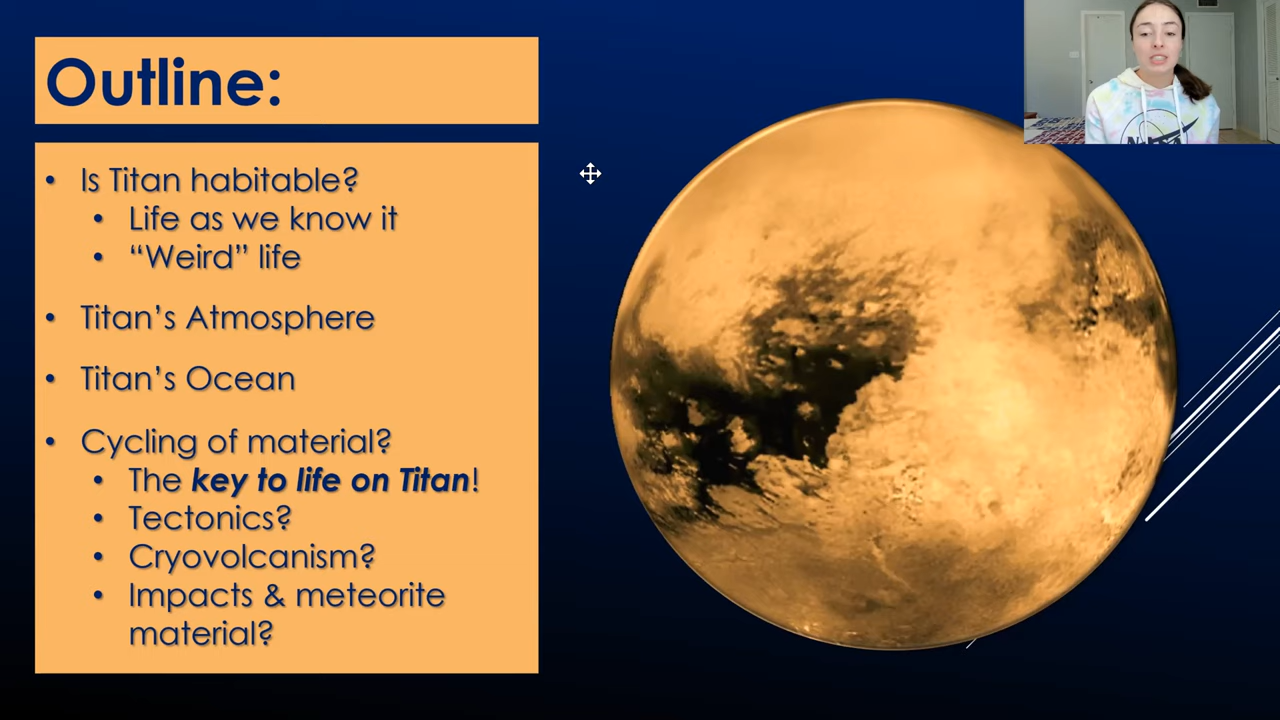 Outline:
• Is Titan habitable?
• Life as we know it
• “Weird” life
• Titan’s Atmosphere
• Titan’s Ocean
• Cycling of material?
• The key to life on Titan!
• Tectonics?
• Cryovolcanism?
• Impacts & meteorite
material?
NASA